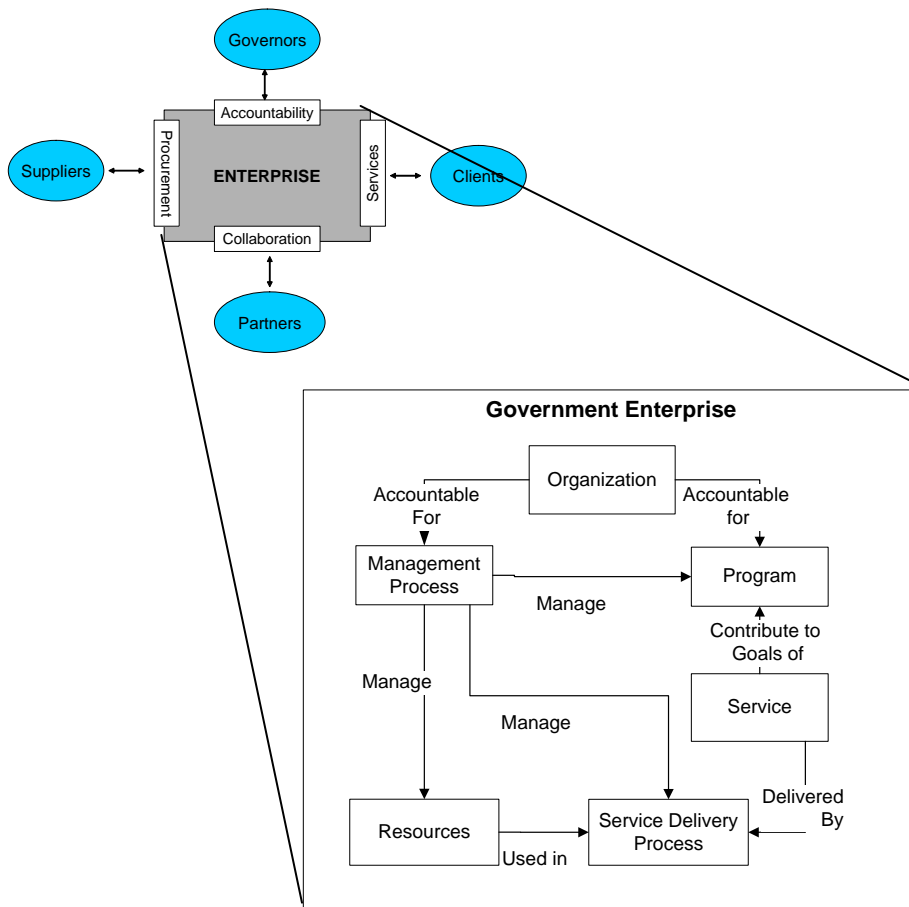 Governors
Accountability
Procurement
Suppliers
ENTERPRISE
Services
Clients
Collaboration
Partners
Government Enterprise
Organization
Accountable
For
Accountable
for
Management
Process
Program
Manage
Contribute to
Goals of
Manage
Service
Manage
Delivered
By
Resources
Service Delivery
Process
Used in